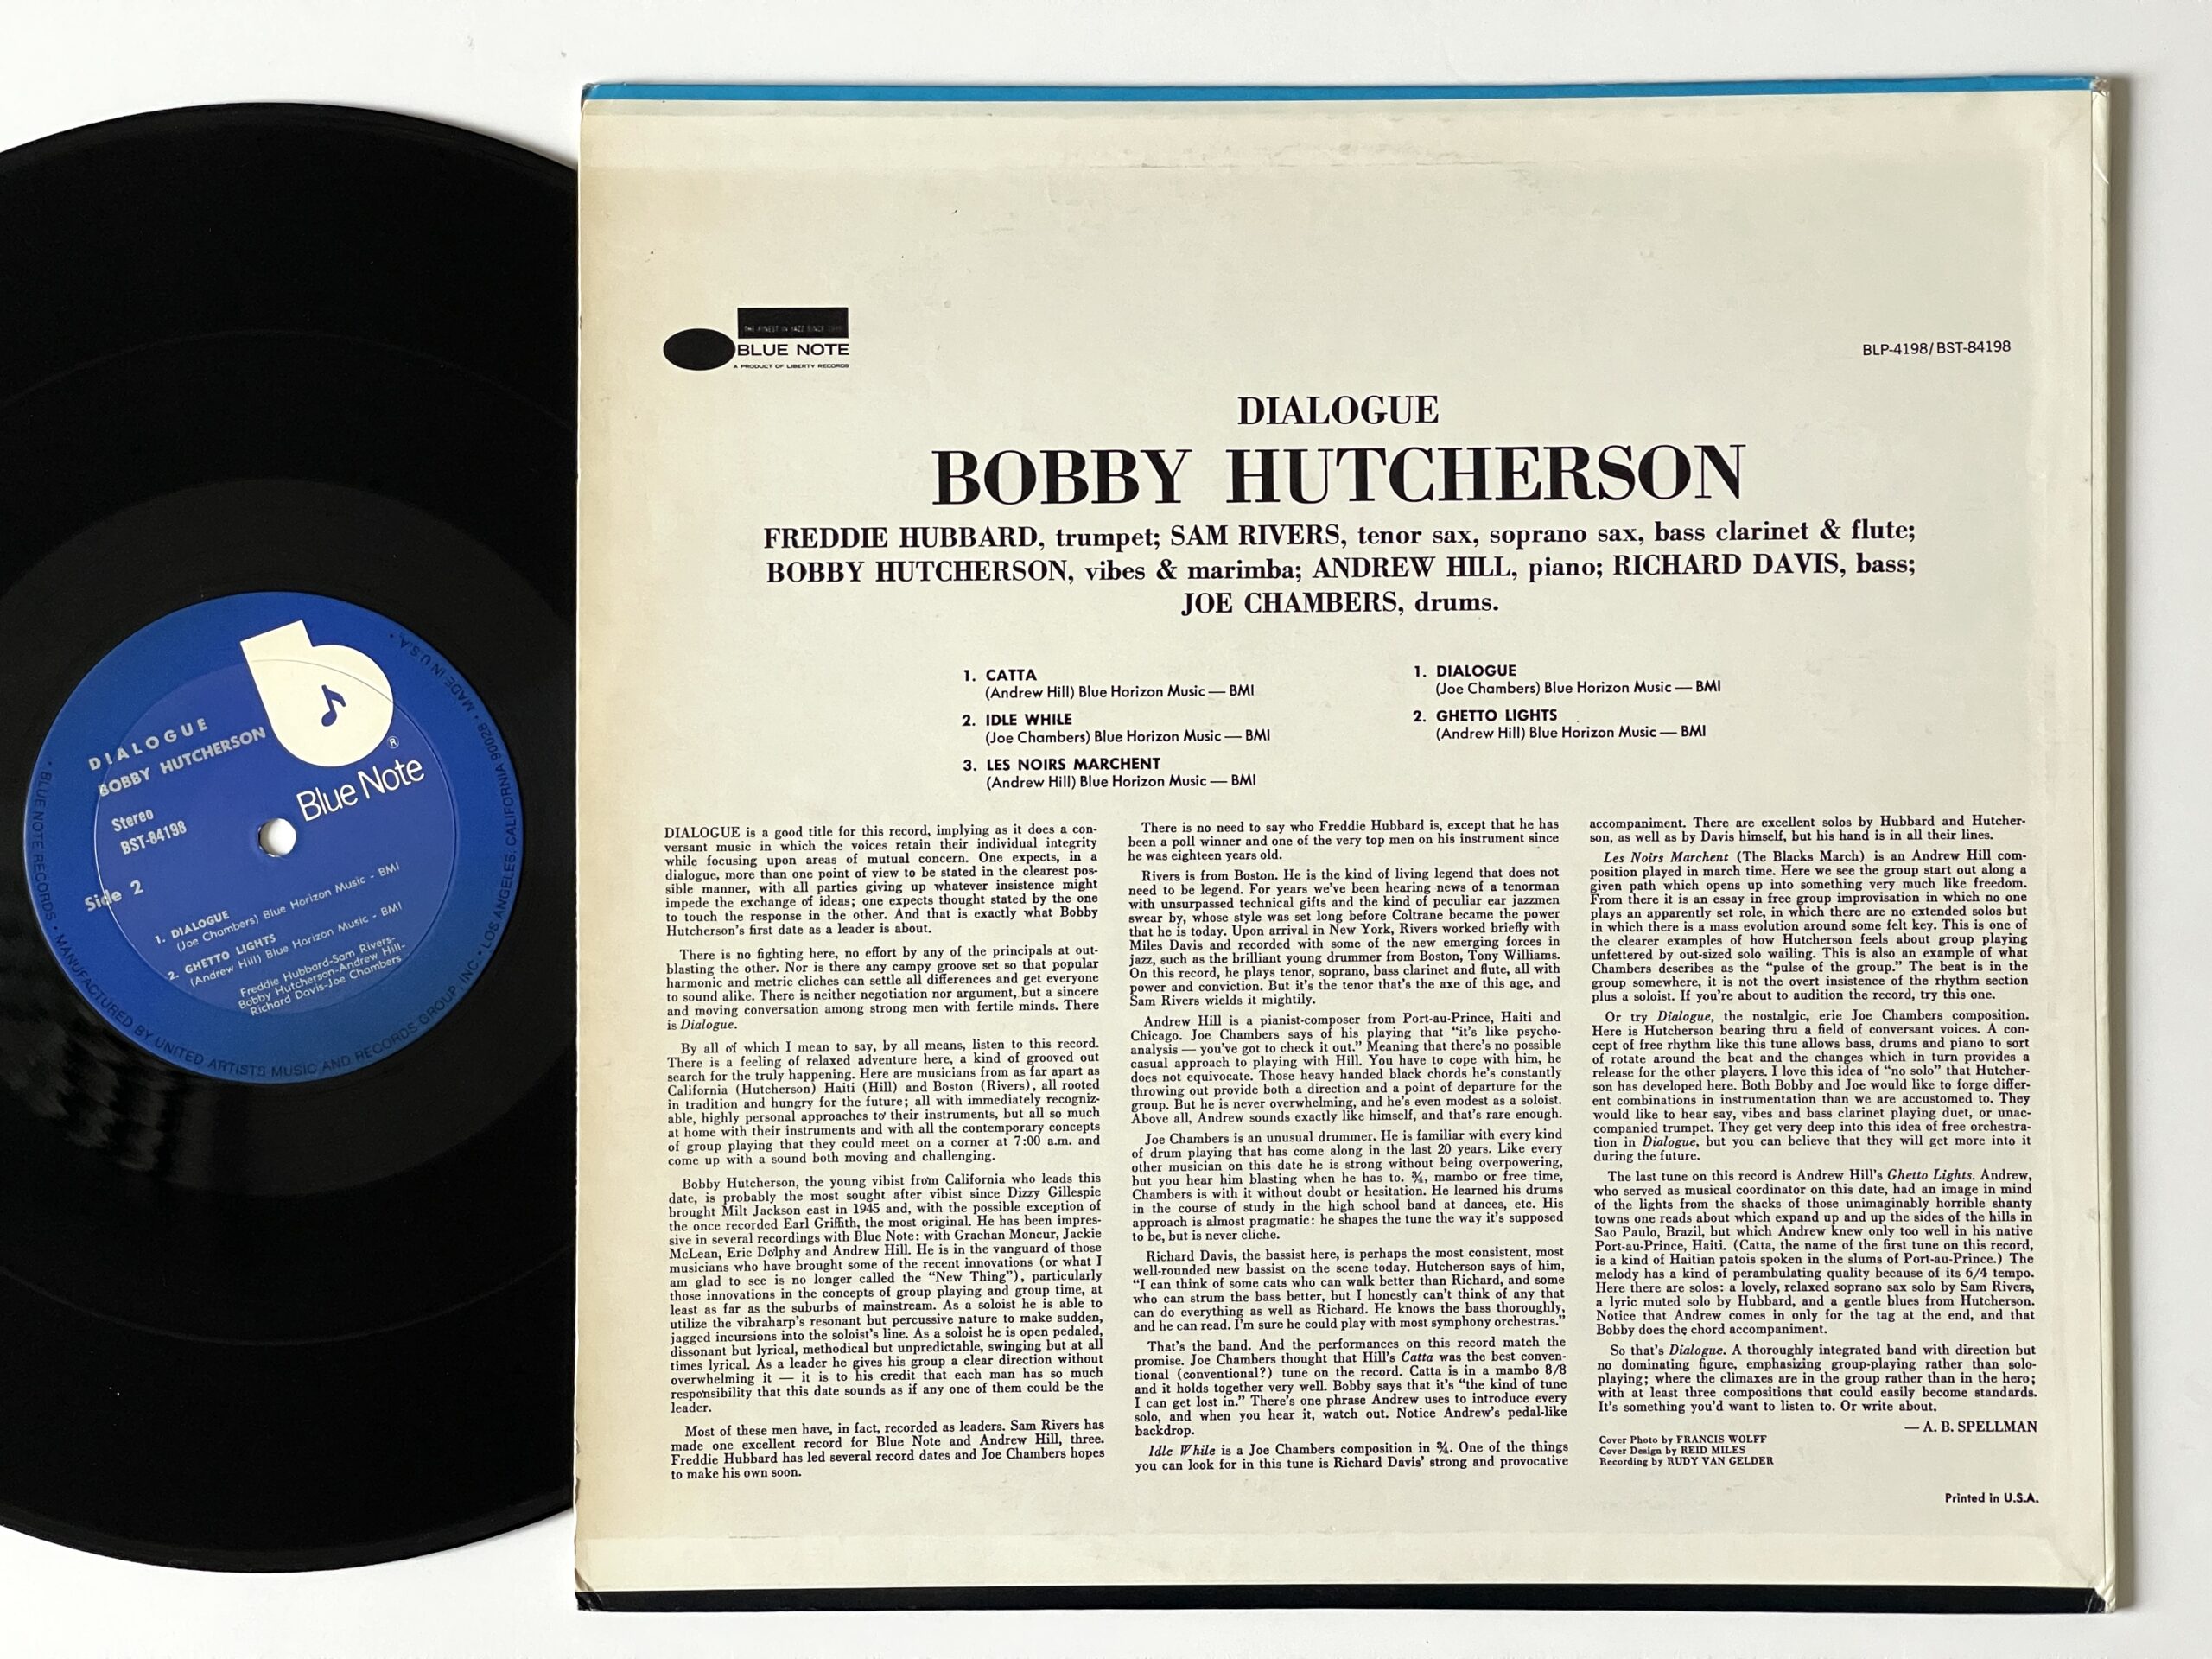 DIALOGUE
BOBBY HUTCHERSON
Stereo
BST-84198
Side 2
1. DIALOGUE
(Joe Chambers) Blue Horizon Music - BMI
2. GHETTO LIGHTS
(Andrew Hill) Blue Horizon Music - BMI
Freddie Hubbard-Sam Rivers-
Bobby Hutcherson-Andrew Hill-
Richard Davis-Joe Chambers
Blue Note
®
• BLUE NOTE RECORDS • MANUFACTURED BY UNITED ARTISTS MUSIC AND RECORDS GROUP, INC. • LOS ANGELES, CALIFORNIA 90028 • MADE IN U.S.A. •
THE FINEST IN JAZZ SINCE
BLUE NOTE
A PRODUCT OF LIBERTY RECORDS
BLP-4198/BST-84198
DIALOGUE
BOBBY HUTCHERSON
FREDDIE HUBBARD, trumpet; SAM RIVERS, tenor sax, soprano sax, bass clarinet & flute;
BOBBY HUTCHERSON, vibes & marimba; ANDREW HILL, piano; RICHARD DAVIS, bass;
JOE CHAMBERS, drums.
1. CATTA
(Andrew Hill) Blue Horizon Music — BMI
2. IDLE WHILE
(Joe Chambers) Blue Horizon Music — BMI
3. LES NOIRS MARCHENT
(Andrew Hill) Blue Horizon Music — BMI
1. DIALOGUE
(Joe Chambers) Blue Horizon Music — BMI
2. GHETTO LIGHTS
(Andrew Hill) Blue Horizon Music — BMI
DIALOGUE is a good title for this record, implying as it does a con-
versant music in which the voices retain their individual integrity
while focusing upon areas of mutual concern. One expects, in a
dialogue, more than one point of view to be stated in the clearest pos-
sible manner, with all parties giving up whatever insistence might
impede the exchange of ideas; one expects thought stated by the one
to touch the response in the other. And that is exactly what Bobby
Hutcherson's first date as a leader is about.
There is no fighting here, no effort by any of the principals at out-
blasting the other. Nor is there any campy groove set so that popular
harmonic and metric cliches can settle all differences and get everyone
to sound alike. There is neither negotiation nor argument, but a sincere
and moving conversation among strong men with fertile minds. There
is Dialogue.
By all of which I mean to say, by all means, listen to this record.
There is a feeling of relaxed adventure here, a kind of grooved out
search for the truly happening. Here are musicians from as far apart as
California (Hutcherson) Haiti (Hill) and Boston (Rivers), all rooted
in tradition and hungry for the future; all with immediately recogniz-
able, highly personal approaches to their instruments, but all so much
at home with their instruments and with all the contemporary concepts
of group playing that they could meet on a corner at 7:00 a.m. and
come up with a sound both moving and challenging.
Bobby Hutcherson, the young vibist from California who leads this
date, is probably the most sought after vibist since Dizzy Gillespie
brought Milt Jackson east in 1945 and, with the possible exception of
the once recorded Earl Griffith, the most original. He has been impres-
sive in several recordings with Blue Note: with Grachan Moncur, Jackie
McLean, Eric Dolphy and Andrew Hill. He is in the vanguard of those
musicians who have brought some of the recent innovations (or what I
am glad to see is no longer called the “New Thing”), particularly
those innovations in the concepts of group playing and group time, at
least as far as the suburbs of mainstream. As a soloist he is able to
utilize the vibraharp's resonant but percussive nature to make sudden,
jagged incursions into the soloist's line. As a soloist he is open pedaled,
dissonant but lyrical, methodical but unpredictable, swinging but at all
times lyrical. As a leader he gives his group a clear direction without
overwhelming it — it is to his credit that each man has so much
responsibility that this date sounds as if any one of them could be the
leader.
Most of these men have, in fact, recorded as leaders. Sam Rivers has
made one excellent record for Blue Note and Andrew Hill, three.
Freddie Hubbard has led several record dates and Joe Chambers hopes
to make his own soon.
There is no need to say who Freddie Hubbard is, except that he has
been a poll winner and one of the very top men on his instrument since
he was eighteen years old.
Rivers is from Boston. He is the kind of living legend that does not
need to be legend. For years we've been hearing news of a tenorman
with unsurpassed technical gifts and the kind of peculiar ear jazzmen
swear by, whose style was set long before Coltrane became the power
that he is today. Upon arrival in New York, Rivers worked briefly with
Miles Davis and recorded with some of the new emerging forces in
jazz, such as the brilliant young drummer from Boston, Tony Williams.
On this record, he plays tenor, soprano, bass clarinet and flute, all with
power and conviction. But it's the tenor that's the axe of this age, and
Sam Rivers wields it mightily.
Andrew Hill is a pianist-composer from Port-au-Prince, Haiti and
Chicago. Joe Chambers says of his playing that “it's like psycho-
analysis — you've got to check it out.” Meaning that there's no possible
casual approach to playing with Hill. You have to cope with him, he
does not equivocate. Those heavy handed black chords he's constantly
throwing out provide both a direction and a point of departure for the
group. But he is never overwhelming, and he's even modest as a soloist.
Above all, Andrew sounds exactly like himself, and that's rare enough.
Joe Chambers is an unusual drummer. He is familiar with every kind
of drum playing that has come along in the last 20 years. Like every
other musician on this date he is strong without being overpowering,
but you hear him blasting when he has to. ¾, mambo or free time,
Chambers is with it without doubt or hesitation. He learned his drums
in the course of study in the high school band at dances, etc. His
approach is almost pragmatic: he shapes the tune the way it's supposed
to be, but is never cliche.
Richard Davis, the bassist here, is perhaps the most consistent, most
well-rounded new bassist on the scene today. Hutcherson says of him,
“I can think of some cats who can walk better than Richard, and some
who can strum the bass better, but I honestly can't think of any that
can do everything as well as Richard. He knows the bass thoroughly,
and he can read. I'm sure he could play with most symphony orchestras.”
That's the band. And the performances on this record match the
promise. Joe Chambers thought that Hill's Catta was the best conven-
tional (conventional?) tune on the record. Catta is in a mambo 8/8
and it holds together very well. Bobby says that it's “the kind of tune
I can get lost in.” There's one phrase Andrew uses to introduce every
solo, and when you hear it, watch out. Notice Andrew's pedal-like
backdrop.
Idle While is a Joe Chambers composition in ¾. One of the things
you can look for in this tune is Richard Davis' strong and provocative
accompaniment. There are excellent solos by Hubbard and Hutcher-
son, as well as by Davis himself, but his hand is in all their lines.
Les Noirs Marchent (The Blacks March) is an Andrew Hill com-
position played in march time. Here we see the group start out along a
given path which opens up into something very much like freedom.
From there it is an essay in free group improvisation in which no one
plays an apparently set role, in which there are no extended solos but
in which there is a mass evolution around some felt key. This is one of
the clearer examples of how Hutcherson feels about group playing
unfettered by out-sized solo wailing. This is also an example of what
Chambers describes as the “pulse of the group.” The beat is in the
group somewhere, it is not the overt insistence of the rhythm section
plus a soloist. If you're about to audition the record, try this one.
Or try Dialogue, the nostalgic, erie Joe Chambers composition.
Here is Hutcherson bearing thru a field of conversant voices. A con-
cept of free rhythm like this tune allows bass, drums and piano to sort
of rotate around the beat and the changes which in turn provides a
release for the other players. I love this idea of “no solo” that Hutcher-
son has developed here. Both Bobby and Joe would like to forge differ-
ent combinations in instrumentation than we are accustomed to. They
would like to hear say, vibes and bass clarinet playing duet, or unac-
companied trumpet. They get very deep into this idea of free orchestra-
tion in Dialogue, but you can believe that they will get more into it
during the future.
The last tune on this record is Andrew Hill's Ghetto Lights. Andrew,
who served as musical coordinator on this date, had an image in mind
of the lights from the shacks of those unimaginably horrible shanty
towns one reads about which expand up and up the sides of the hills in
Sao Paulo, Brazil, but which Andrew knew only too well in his native
Port-au-Prince, Haiti. (Catta, the name of the first tune on this record,
is a kind of Haitian patois spoken in the slums of Port-au-Prince.) The
melody has a kind of perambulating quality because of its 6/4 tempo.
Here there are solos: a lovely, relaxed soprano sax solo by Sam Rivers,
a lyric muted solo by Hubbard, and a gentle blues from Hutcherson.
Notice that Andrew comes in only for the tag at the end, and that
Bobby does the chord accompaniment.
So that's Dialogue. A thoroughly integrated band with direction but
no dominating figure, emphasizing group-playing rather than solo-
playing; where the climaxes are in the group rather than in the hero;
with at least three compositions that could easily become standards.
It's something you'd want to listen to. Or write about.
— A. B. SPELLMAN
Cover Photo by FRANCIS WOLFF
Cover Design by REID MILES
Recording by RUDY VAN GELDER
Printed in U.S.A.